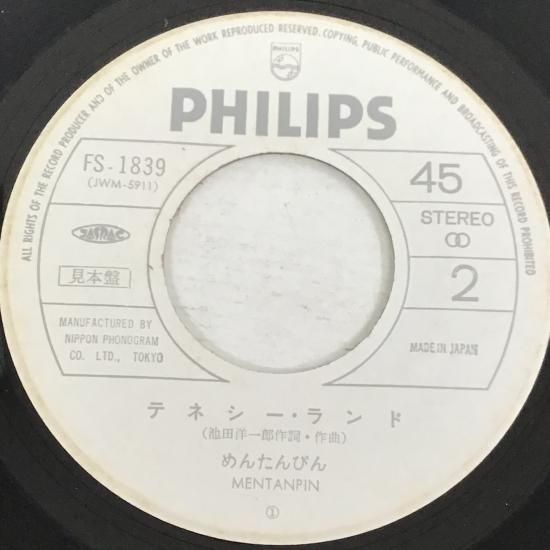 ALL RIGHTS OF THE RECORD PRODUCER AND OF THE OWNER OF THE WORK REPRODUCED RESERVED. COPYING, PUBLIC PERFORMANCE AND BROADCASTING OF THIS RECORD PROHIBITED
PHILIPS
PHILIPS
FS-1839
(JWM-5911)
45
STEREO
JASRAC
見本盤
2
MANUFACTURED BY
NIPPON PHONOGRAM
CO. LTD., TOKYO
MADE IN JAPAN
テネシー・ランド
(池田洋一郎作詞・作曲)
めんたんぴん
MENTANPIN
①